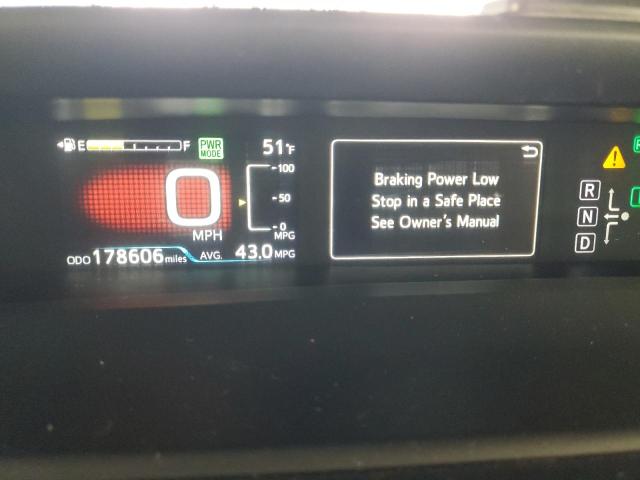 E F PWR MODE 51°F
100
0 50
0
MPH MPG
ODO 178606 miles AVG. 43.0 MPG
Braking Power Low
Stop in a Safe Place
See Owner's Manual
R
N
D